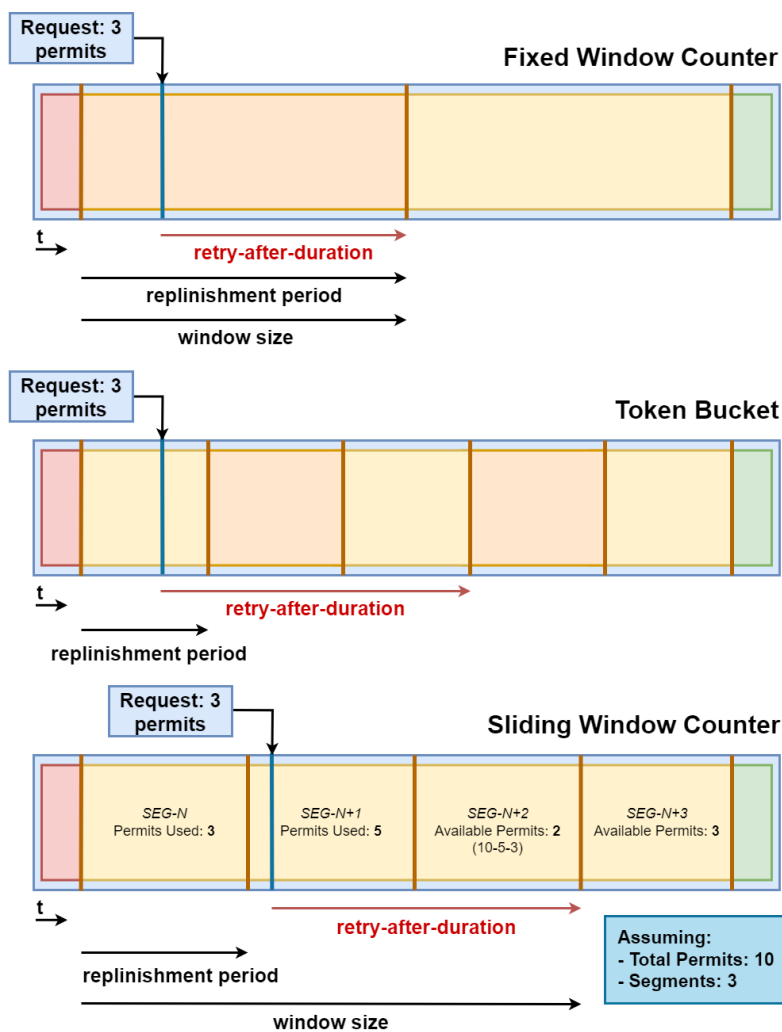 Request: 3
permits
Fixed Window Counter
t
retry-after-duration
replinishment period
window size
Request: 3
permits
Token Bucket
t
retry-after-duration
replinishment period
Request: 3
permits
Sliding Window Counter
SEG-N
Permits Used: 3
SEG-N+1
Permits Used: 5
SEG-N+2
Available Permits: 2
(10-5-3)
SEG-N+3
Available Permits: 3
t
retry-after-duration
replinishment period
window size
Assuming:
- Total Permits: 10
- Segments: 3